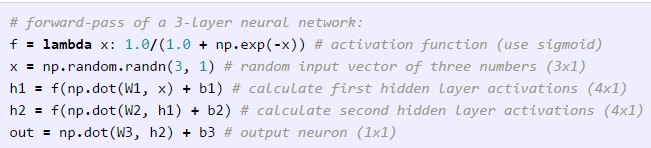 # forward-pass of a 3-layer neural network:
f = lambda x: 1.0/(1.0 + np.exp(-x)) # activation function (use sigmoid)
x = np.random.randn(3, 1) # random input vector of three numbers (3x1)
h1 = f(np.dot(W1, x) + b1) # calculate first hidden layer activations (4x1)
h2 = f(np.dot(W2, h1) + b2) # calculate second hidden layer activations (4x1)
out = np.dot(W3, h2) + b3 # output neuron (1x1)